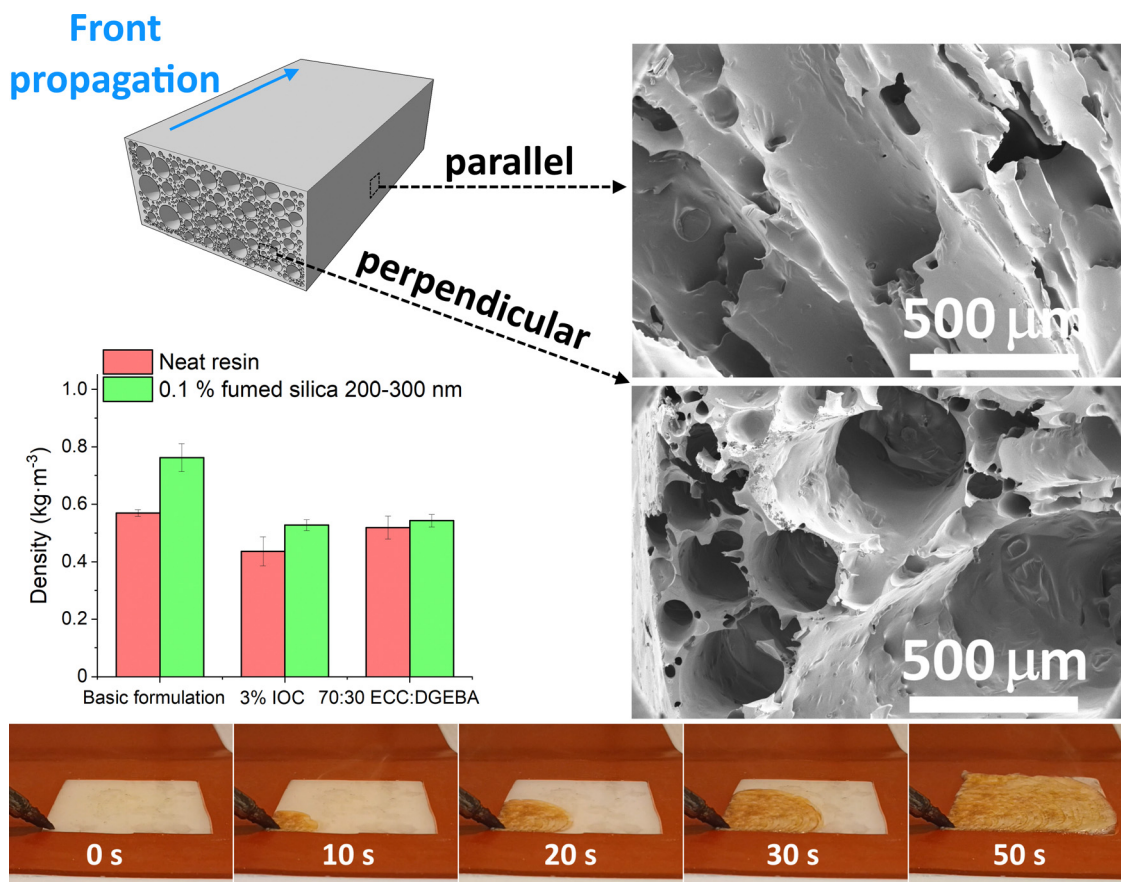 Front
propagation
parallel
perpendicular
500 µm
500 µm
Neat resin
0.1 % fumed silica 200-300 nm
Density (kg·m⁻³)
1.0
0.8
0.6
0.4
0.2
0
Basic formulation 3% IOC 70:30 ECC:DGEBA
0 s 10 s 20 s 30 s 50 s